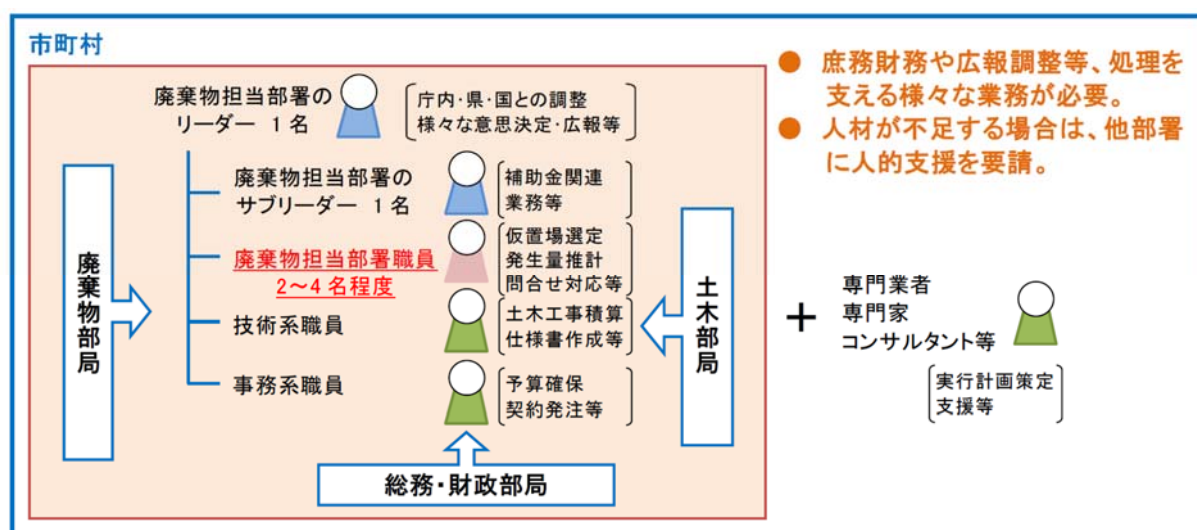 市町村
廃棄物担当部署の
リーダー 1名
庁内・県・国との調整
様々な意思決定・広報等
廃棄物担当部署の
サブリーダー 1名
補助金関連
業務等
廃棄物担当部署職員
2～4名程度
仮置場選定
発生量推計
問合せ対応等
技術系職員
土木工事積算
仕様書作成等
事務系職員
予算確保
契約発注等
廃棄物部局
土木部局
総務・財政部局
● 庶務財務や広報調整等、処理を
支える様々な業務が必要。
● 人材が不足する場合は、他部署
に人的支援を要請。
＋
専門業者
専門家
コンサルタント等
実行計画策定
支援等